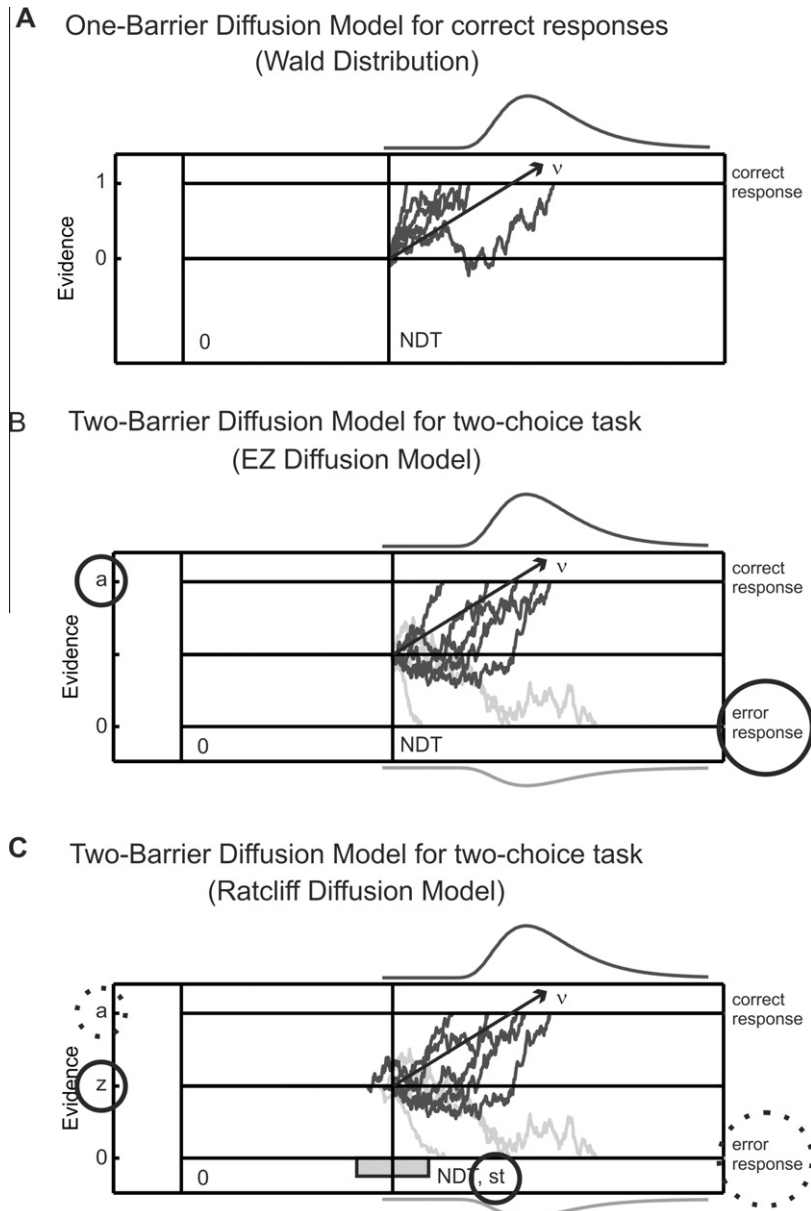 A One-Barrier Diffusion Model for correct responses
(Wald Distribution)
ν
correct
response
1
0
Evidence
0
NDT
B Two-Barrier Diffusion Model for two-choice task
(EZ Diffusion Model)
ν
a
correct
response
Evidence
0
error
response
0
NDT
C Two-Barrier Diffusion Model for two-choice task
(Ratcliff Diffusion Model)
ν
a
correct
response
z
Evidence
0
error
response
0
NDT, st